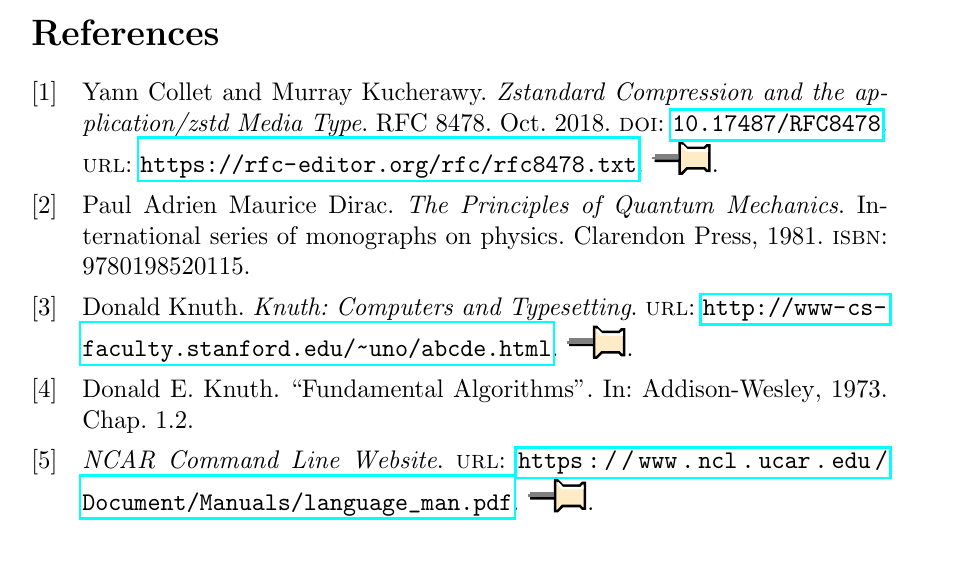 References
[1] Yann Collet and Murray Kucherawy. Zstandard Compression and the ap-
plication/zstd Media Type. RFC 8478. Oct. 2018. DOI: 10.17487/RFC8478.
URL: https://rfc-editor.org/rfc/rfc8478.txt. .
[2] Paul Adrien Maurice Dirac. The Principles of Quantum Mechanics. In-
ternational series of monographs on physics. Clarendon Press, 1981. ISBN:
9780198520115.
[3] Donald Knuth. Knuth: Computers and Typesetting. URL: http://www-cs-
faculty.stanford.edu/~uno/abcde.html. .
[4] Donald E. Knuth. “Fundamental Algorithms”. In: Addison-Wesley, 1973.
Chap. 1.2.
[5] NCAR Command Line Website. URL: https://www.ncl.ucar.edu/
Document/Manuals/language_man.pdf. .